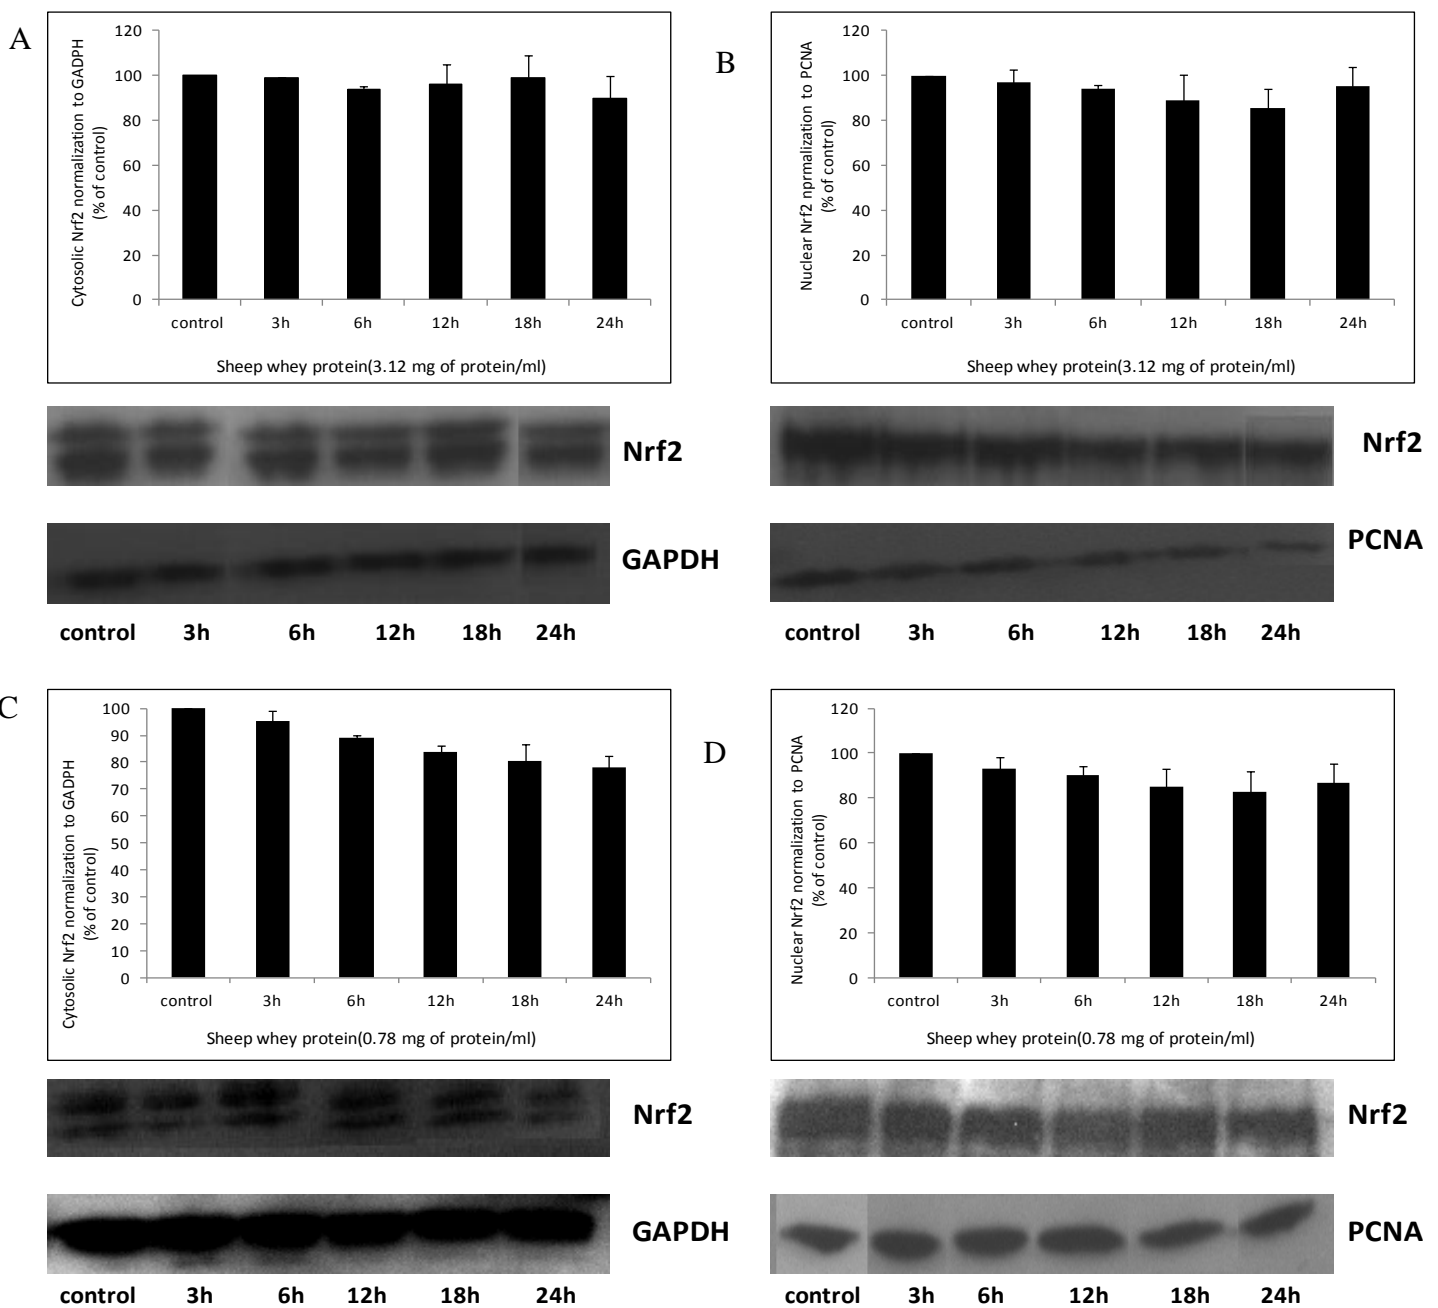 A
120
100
80
60
40
20
0
Cytosolic Nrf2 normalization to GADPH
(% of control)
control 3h 6h 12h 18h 24h
Sheep whey protein(3.12 mg of protein/ml)
Nrf2
GAPDH
control 3h 6h 12h 18h 24h
B
120
100
80
60
40
20
0
Nuclear Nrf2 nprmalization to PCNA
(% of control)
control 3h 6h 12h 18h 24h
Sheep whey protein(3.12 mg of protein/ml)
Nrf2
PCNA
control 3h 6h 12h 18h 24h
C
100
90
80
70
60
50
40
30
20
10
0
Cytosolic Nrf2 normalization to GADPH
(% of control)
control 3h 6h 12h 18h 24h
Sheep whey protein(0.78 mg of protein/ml)
Nrf2
GAPDH
control 3h 6h 12h 18h 24h
D
120
100
80
60
40
20
0
Nuclear Nrf2 normalization to PCNA
(% of control)
control 3h 6h 12h 18h 24h
Sheep whey protein(0.78 mg of protein/ml)
Nrf2
PCNA
control 3h 6h 12h 18h 24h